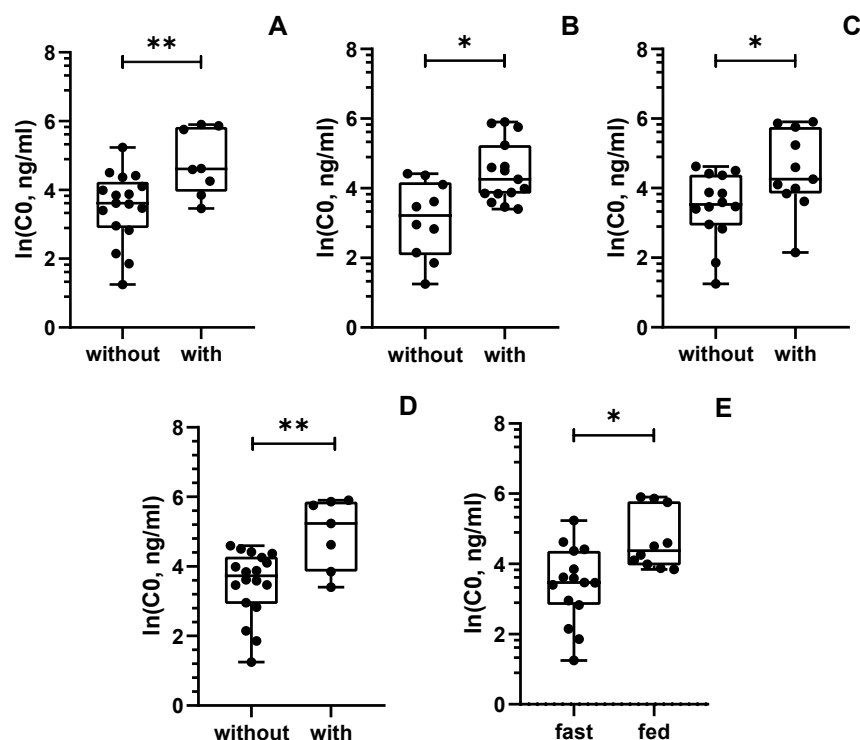 A
**
ln(C0, ng/ml)
8
6
4
2
0
without with
B
*
ln(C0, ng/ml)
8
6
4
2
0
without with
C
*
ln(C0, ng/ml)
8
6
4
2
0
without with
D
**
ln(C0, ng/ml)
8
6
4
2
0
without with
E
*
ln(C0, ng/ml)
8
6
4
2
0
fast fed